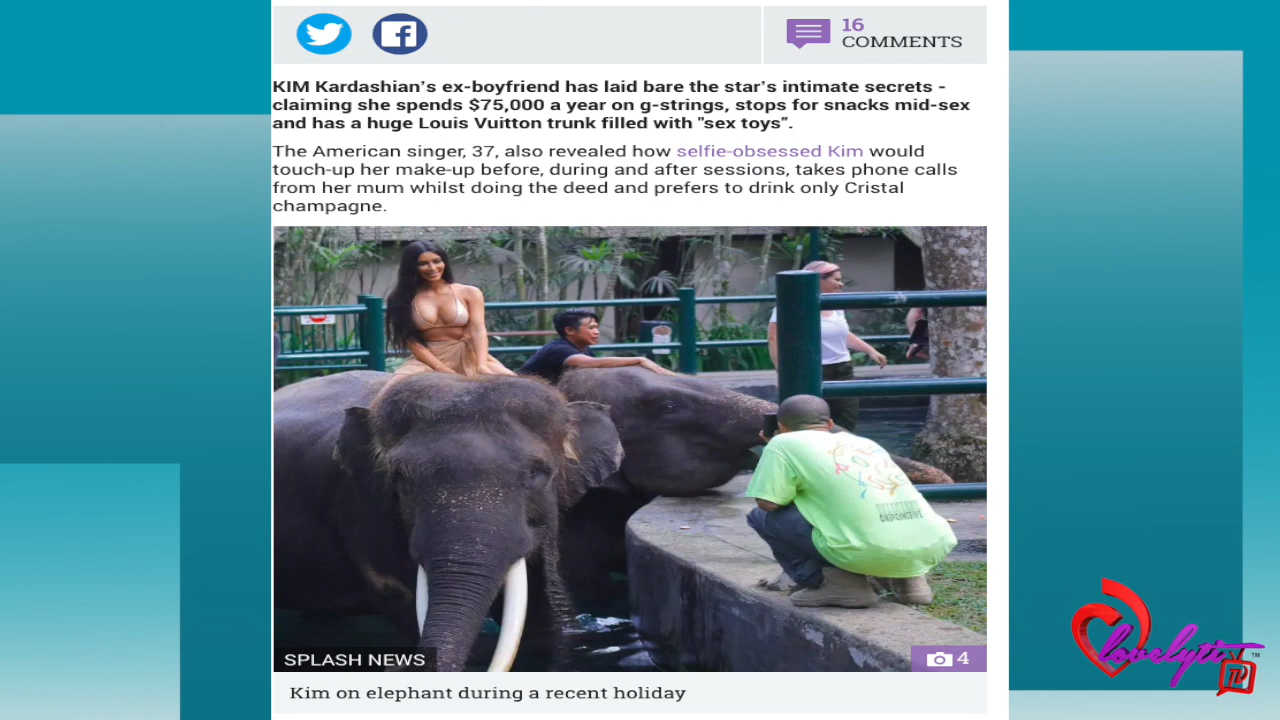 16
COMMENTS
KIM Kardashian's ex-boyfriend has laid bare the star's intimate secrets -
claiming she spends $75,000 a year on g-strings, stops for snacks mid-sex
and has a huge Louis Vuitton trunk filled with "sex toys".
The American singer, 37, also revealed how selfie-obsessed Kim would
touch-up her make-up before, during and after sessions, takes phone calls
from her mum whilst doing the deed and prefers to drink only Cristal
champagne.
SPLASH NEWS
4
Kim on elephant during a recent holiday
lovelyti
TV
TM